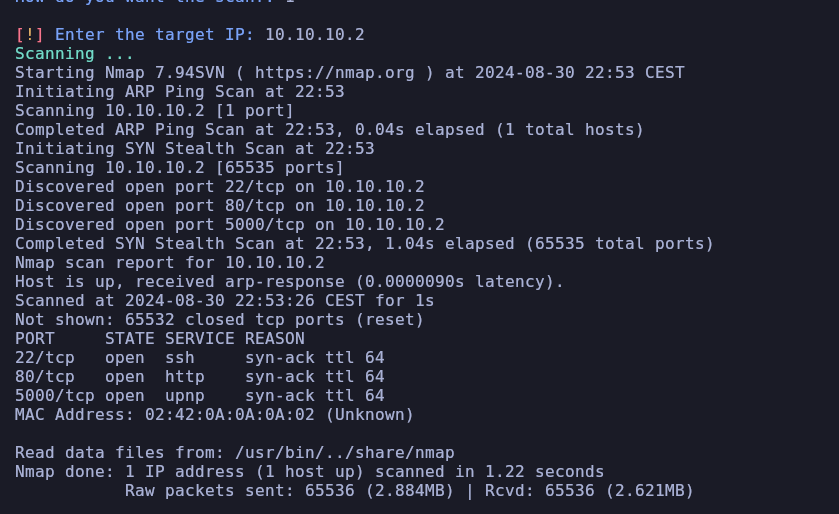 How do you want the scan?: 1
[!] Enter the target IP: 10.10.10.2
Scanning ...
Starting Nmap 7.94SVN ( https://nmap.org ) at 2024-08-30 22:53 CEST
Initiating ARP Ping Scan at 22:53
Scanning 10.10.10.2 [1 port]
Completed ARP Ping Scan at 22:53, 0.04s elapsed (1 total hosts)
Initiating SYN Stealth Scan at 22:53
Scanning 10.10.10.2 [65535 ports]
Discovered open port 22/tcp on 10.10.10.2
Discovered open port 80/tcp on 10.10.10.2
Discovered open port 5000/tcp on 10.10.10.2
Completed SYN Stealth Scan at 22:53, 1.04s elapsed (65535 total ports)
Nmap scan report for 10.10.10.2
Host is up, received arp-response (0.0000090s latency).
Scanned at 2024-08-30 22:53:26 CEST for 1s
Not shown: 65532 closed tcp ports (reset)
PORT     STATE SERVICE REASON
22/tcp   open  ssh     syn-ack ttl 64
80/tcp   open  http    syn-ack ttl 64
5000/tcp open  upnp    syn-ack ttl 64
MAC Address: 02:42:0A:0A:0A:02 (Unknown)
Read data files from: /usr/bin/../share/nmap
Nmap done: 1 IP address (1 host up) scanned in 1.22 seconds
           Raw packets sent: 65536 (2.884MB) | Rcvd: 65536 (2.621MB)